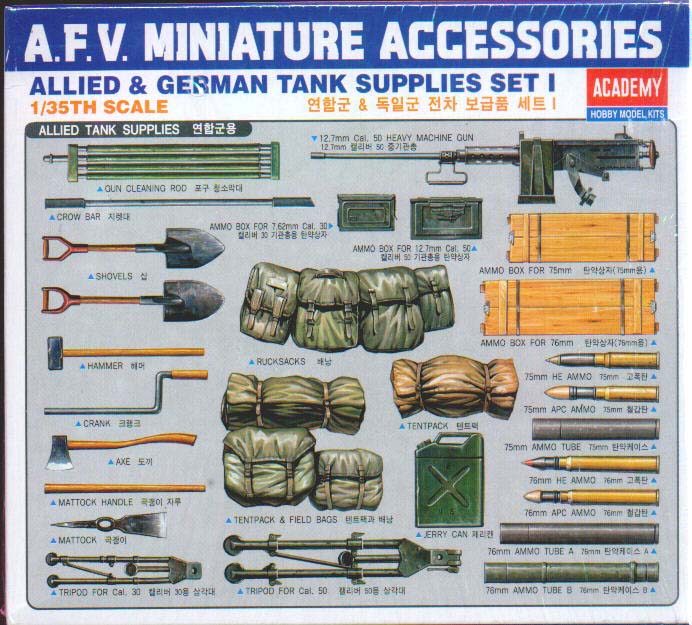 A.F.V. MINIATURE ACCESSORIES
ALLIED & GERMAN TANK SUPPLIES SET I
1/35TH SCALE
연합군 & 독일군 전차 보급품 세트 I
ACADEMY
HOBBY MODEL KITS
ALLIED TANK SUPPLIES 연합군용
▼12.7mm Cal. 50 HEAVY MACHINE GUN
12.7mm 캘리버 50 중기관총
▲GUN CLEANING ROD 포구 청소막대
▲CROW BAR 지렛대
AMMO BOX FOR 7.62mm Cal. 30▶
캘리버 30 기관총용 탄약상자
AMMO BOX FOR 12.7mm Cal. 50▲
캘리버 50 기관총용 탄약상자
▲SHOVELS 삽
AMMO BOX FOR 75mm 탄약상자(75mm용)▲
AMMO BOX FOR 76mm 탄약상자(76mm용)▲
▲HAMMER 해머
▲RUCKSACKS 배낭
75mm HE AMMO 75mm 고폭탄▲
75mm APC AMMO 75mm 철갑탄▲
▲CRANK 크랭크
▲TENTPACK 텐트팩
75mm AMMO TUBE 75mm 탄약케이스▲
▲AXE 도끼
76mm HE AMMO 76mm 고폭탄▲
▲MATTOCK HANDLE 곡괭이 자루
76mm APC AMMO 76mm 철갑탄▲
U S
▲TENTPACK & FIELD BAGS 텐트팩과 배낭
▲JERRY CAN 제리캔
▲MATTOCK 곡괭이
76mm AMMO TUBE A 76mm 탄약케이스 A▲
▲TRIPOD FOR Cal. 30 캘리버 30용 삼각대
▲TRIPOD FOR Cal. 50 캘리버 50용 삼각대
76mm AMMO TUBE B 76mm 탄약케이스 B▲